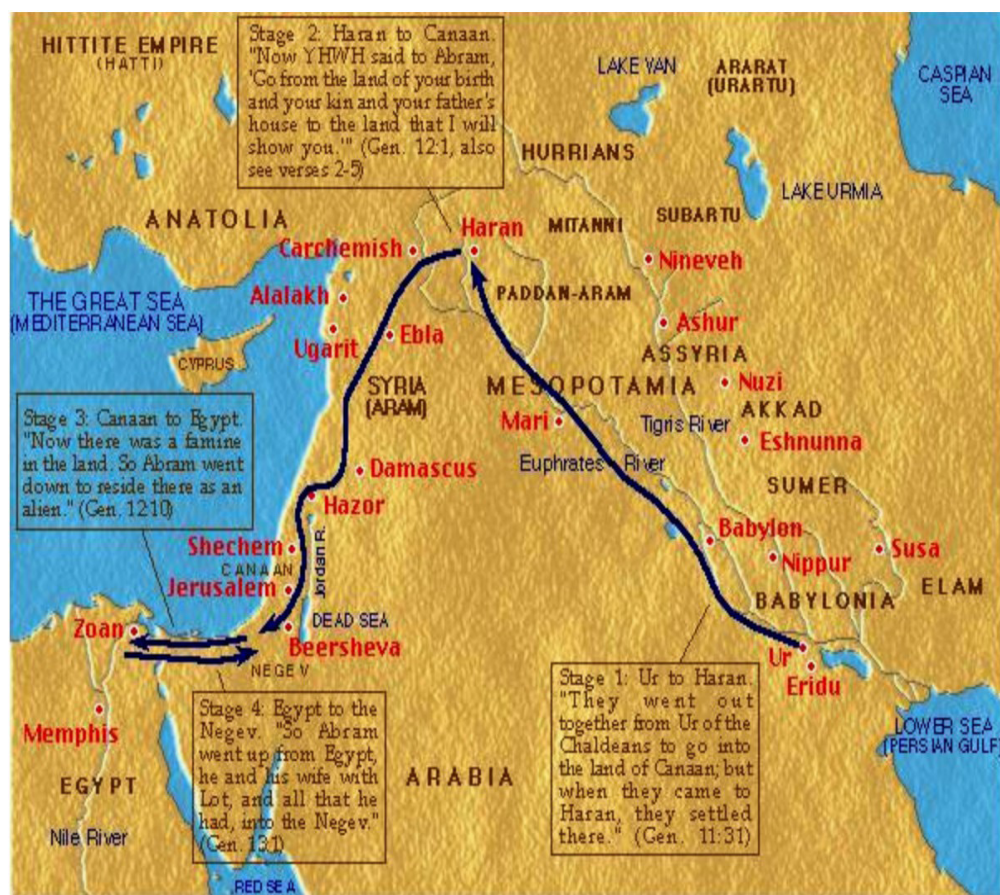 HITTITE EMPIRE
(HATTI)
Stage 2: Haran to Canaan.
"Now YHWH said to Abram,
'Go from the land of your birth
and your kin and your father's
house to the land that I will
show you.'" (Gen. 12:1, also
see verses 2-5)
LAKE VAN
ARARAT
(URARTU)
CASPIAN
SEA
HURRIANS
LAKE URMIA
ANATOLIA
Carchemish
Haran
MITANNI
SUBARTU
Nineveh
THE GREAT SEA
(MEDITERRANEAN SEA)
Alalakh
PADDAN-ARAM
Ugarit
Ebla
Ashur
CYPRUS
ASSYRIA
SYRIA
(ARAM)
MESOPOTAMIA
Nuzi
AKKAD
Mari
Tigris River
Eshnunna
Stage 3: Canaan to Egypt.
"Now there was a famine
in the land. So Abram went
down to reside there as an
alien." (Gen. 12:10)
Damascus
Euphrates River
SUMER
Hazor
Babylon
Shechem
CANAAN
Jordan R.
Nippur
Susa
Jerusalem
BABYLONIA
ELAM
DEAD SEA
Zoan
Beersheva
NEGEV
Ur
Eridu
Stage 1: Ur to Haran.
"They went out
together from Ur of the
Chaldeans to go into
the land of Canaan; but
when they came to
Haran, they settled
there." (Gen. 11:31)
Memphis
Stage 4: Egypt to the
Negev. "So Abram
went up from Egypt,
he and his wife with
Lot, and all that he
had, into the Negev."
(Gen. 13:1)
LOWER SEA
(PERSIAN GULF)
EGYPT
ARABIA
Nile River
RED SEA